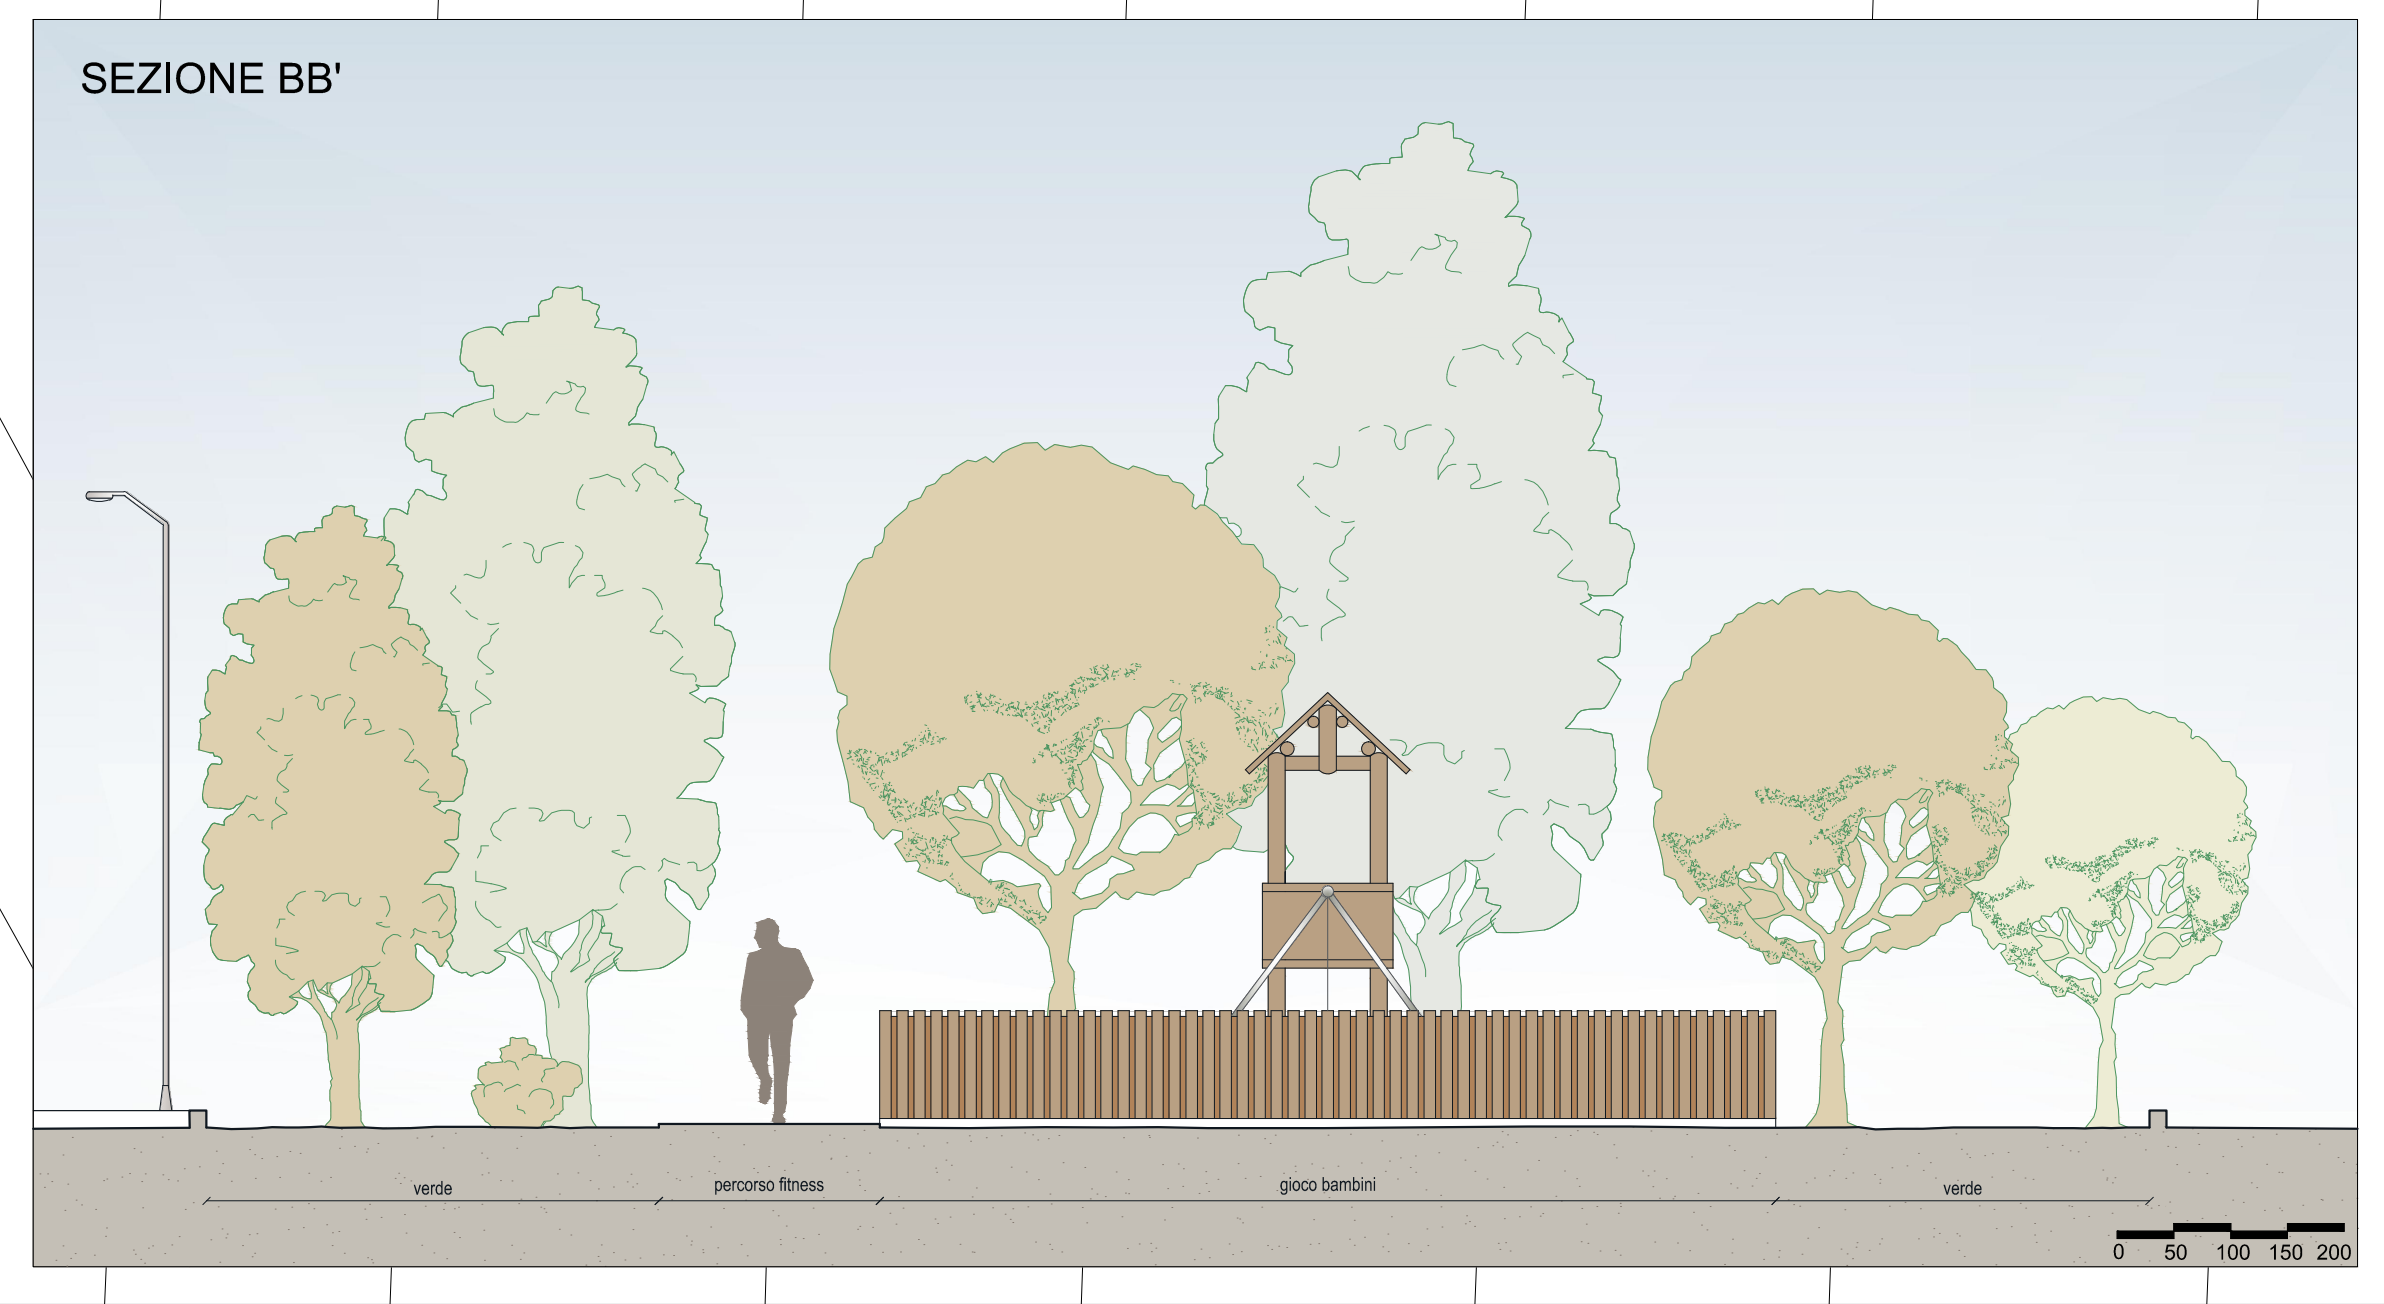 SEZIONE BB'
verde
percorso fitness
gioco bambini
verde
0 50 100 150 200